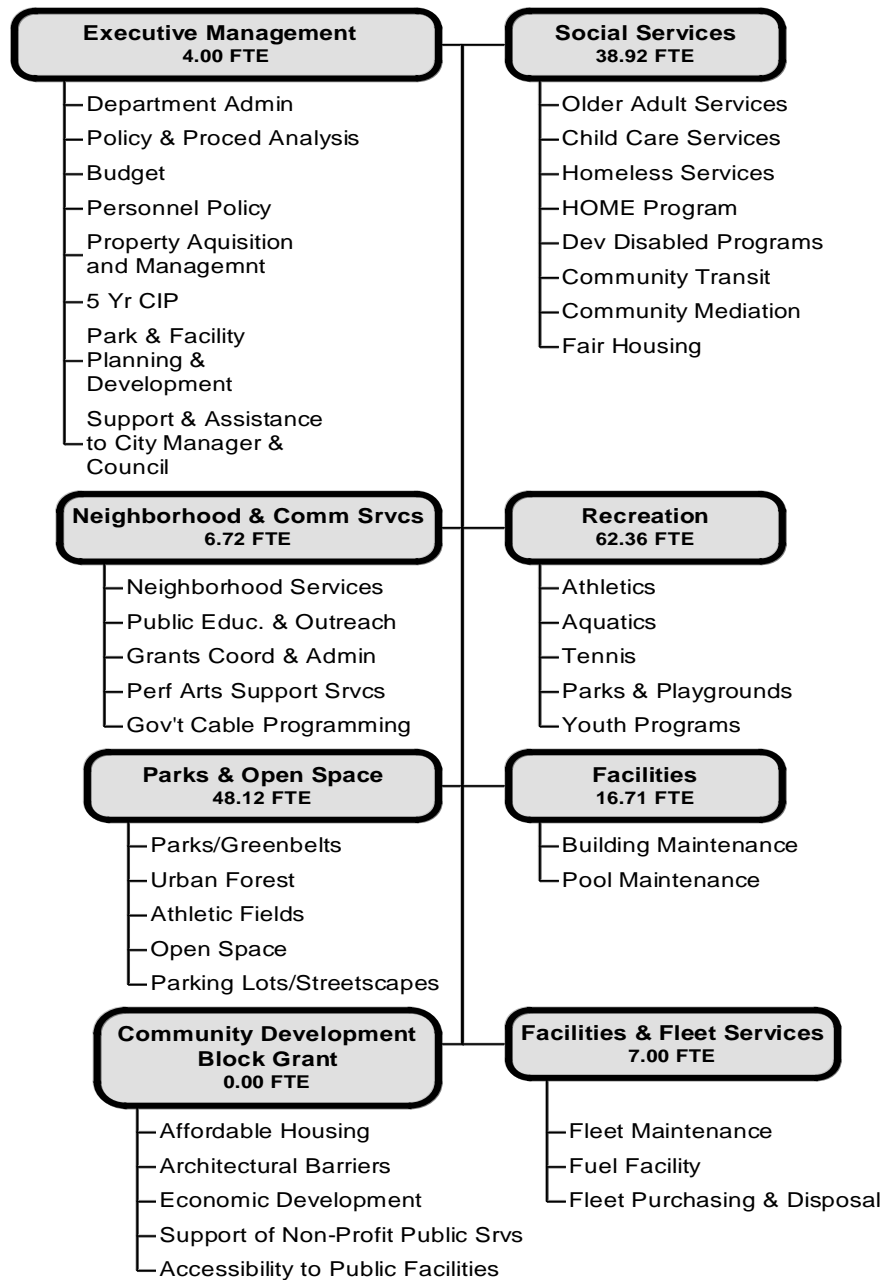 Executive Management
4.00 FTE
Department Admin
Policy & Proced Analysis
Budget
Personnel Policy
Property Aquisition
and Managemnt
5 Yr CIP
Park & Facility
Planning &
Development
Support & Assistance
to City Manager &
Council
Social Services
38.92 FTE
Older Adult Services
Child Care Services
Homeless Services
HOME Program
Dev Disabled Programs
Community Transit
Community Mediation
Fair Housing
Neighborhood & Comm Srvcs
6.72 FTE
Neighborhood Services
Public Educ. & Outreach
Grants Coord & Admin
Perf Arts Support Srvcs
Gov't Cable Programming
Recreation
62.36 FTE
Athletics
Aquatics
Tennis
Parks & Playgrounds
Youth Programs
Parks & Open Space
48.12 FTE
Parks/Greenbelts
Urban Forest
Athletic Fields
Open Space
Parking Lots/Streetscapes
Facilities
16.71 FTE
Building Maintenance
Pool Maintenance
Community Development
Block Grant
0.00 FTE
Affordable Housing
Architectural Barriers
Economic Development
Support of Non-Profit Public Srvs
Accessibility to Public Facilities
Facilities & Fleet Services
7.00 FTE
Fleet Maintenance
Fuel Facility
Fleet Purchasing & Disposal